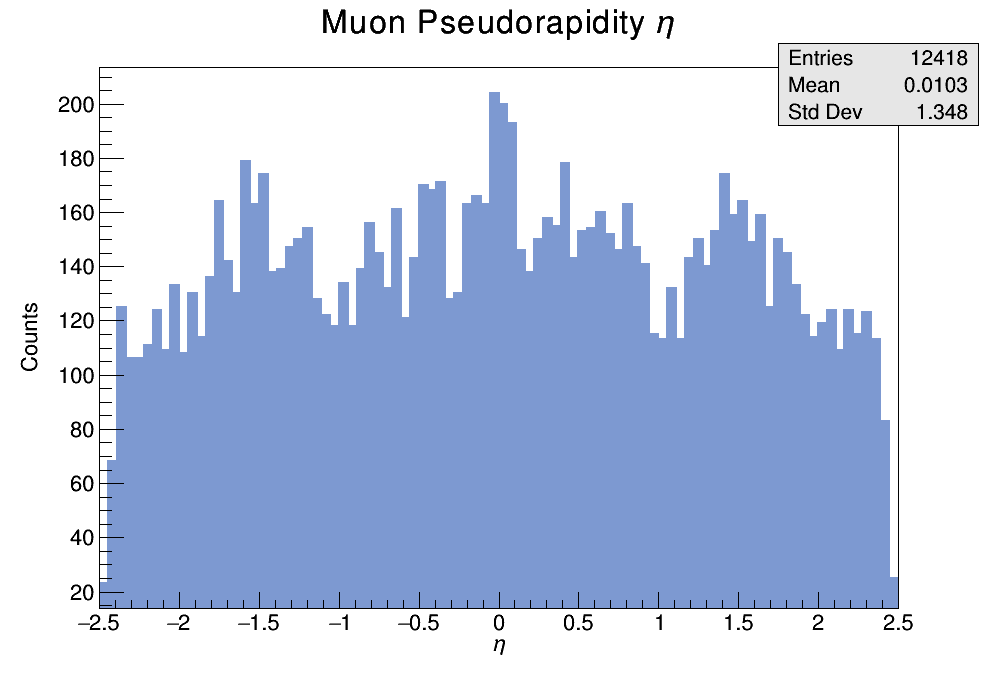 Muon Pseudorapidity η
Entries 12418
Mean 0.0103
Std Dev 1.348
200
180
160
140
120
100
80
60
40
20
Counts
−2.5 −2 −1.5 −1 −0.5 0 0.5 1 1.5 2 2.5
η